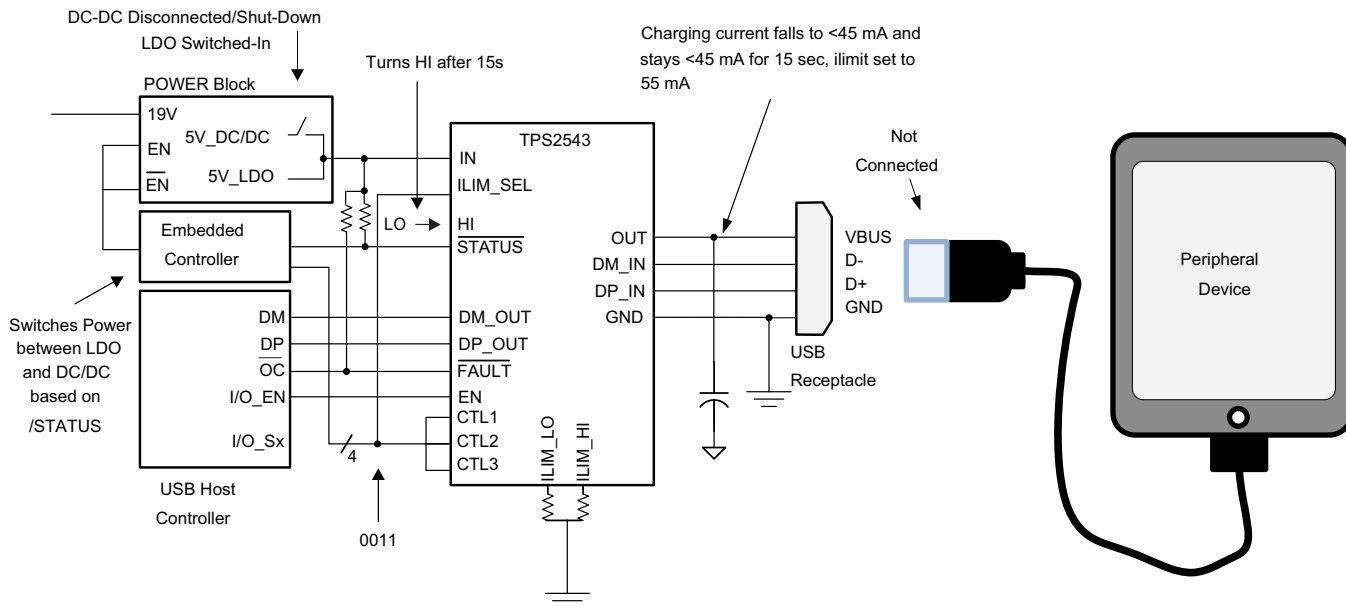 DC-DC Disconnected/Shut-Down
LDO Switched-In
POWER Block
19V
5V_DC/DC
EN
5V_LDO
EN
Embedded
Controller
Switches Power
between LDO
and DC/DC
based on
/STATUS
DM
DP
OC
I/O_EN
I/O_Sx
USB Host
Controller
Turns HI after 15s
LO
HI
TPS2543
IN
ILIM_SEL
STATUS
DM_OUT
DP_OUT
FAULT
EN
CTL1
CTL2
CTL3
4
0011
ILIM_LO
ILIM_HI
OUT
DM_IN
DP_IN
GND
Charging current falls to <45 mA and
stays <45 mA for 15 sec, ilimit set to
55 mA
VBUS
D-
D+
GND
USB
Receptacle
Not
Connected
Peripheral
Device